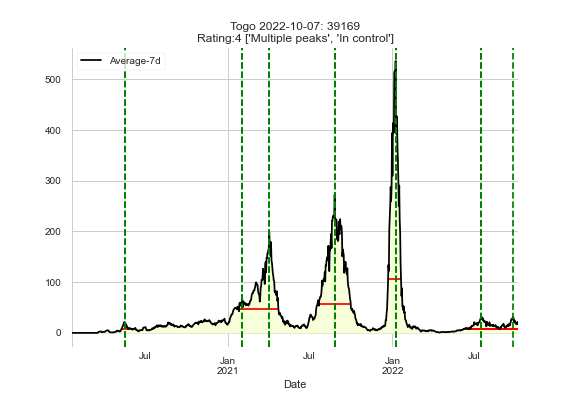 Togo 2022-10-07: 39169
Rating:4 ['Multiple peaks', 'In control']
Average-7d
500
400
300
200
100
0
Jul
Jan
2021
Jul
Jan
2022
Jul
Date